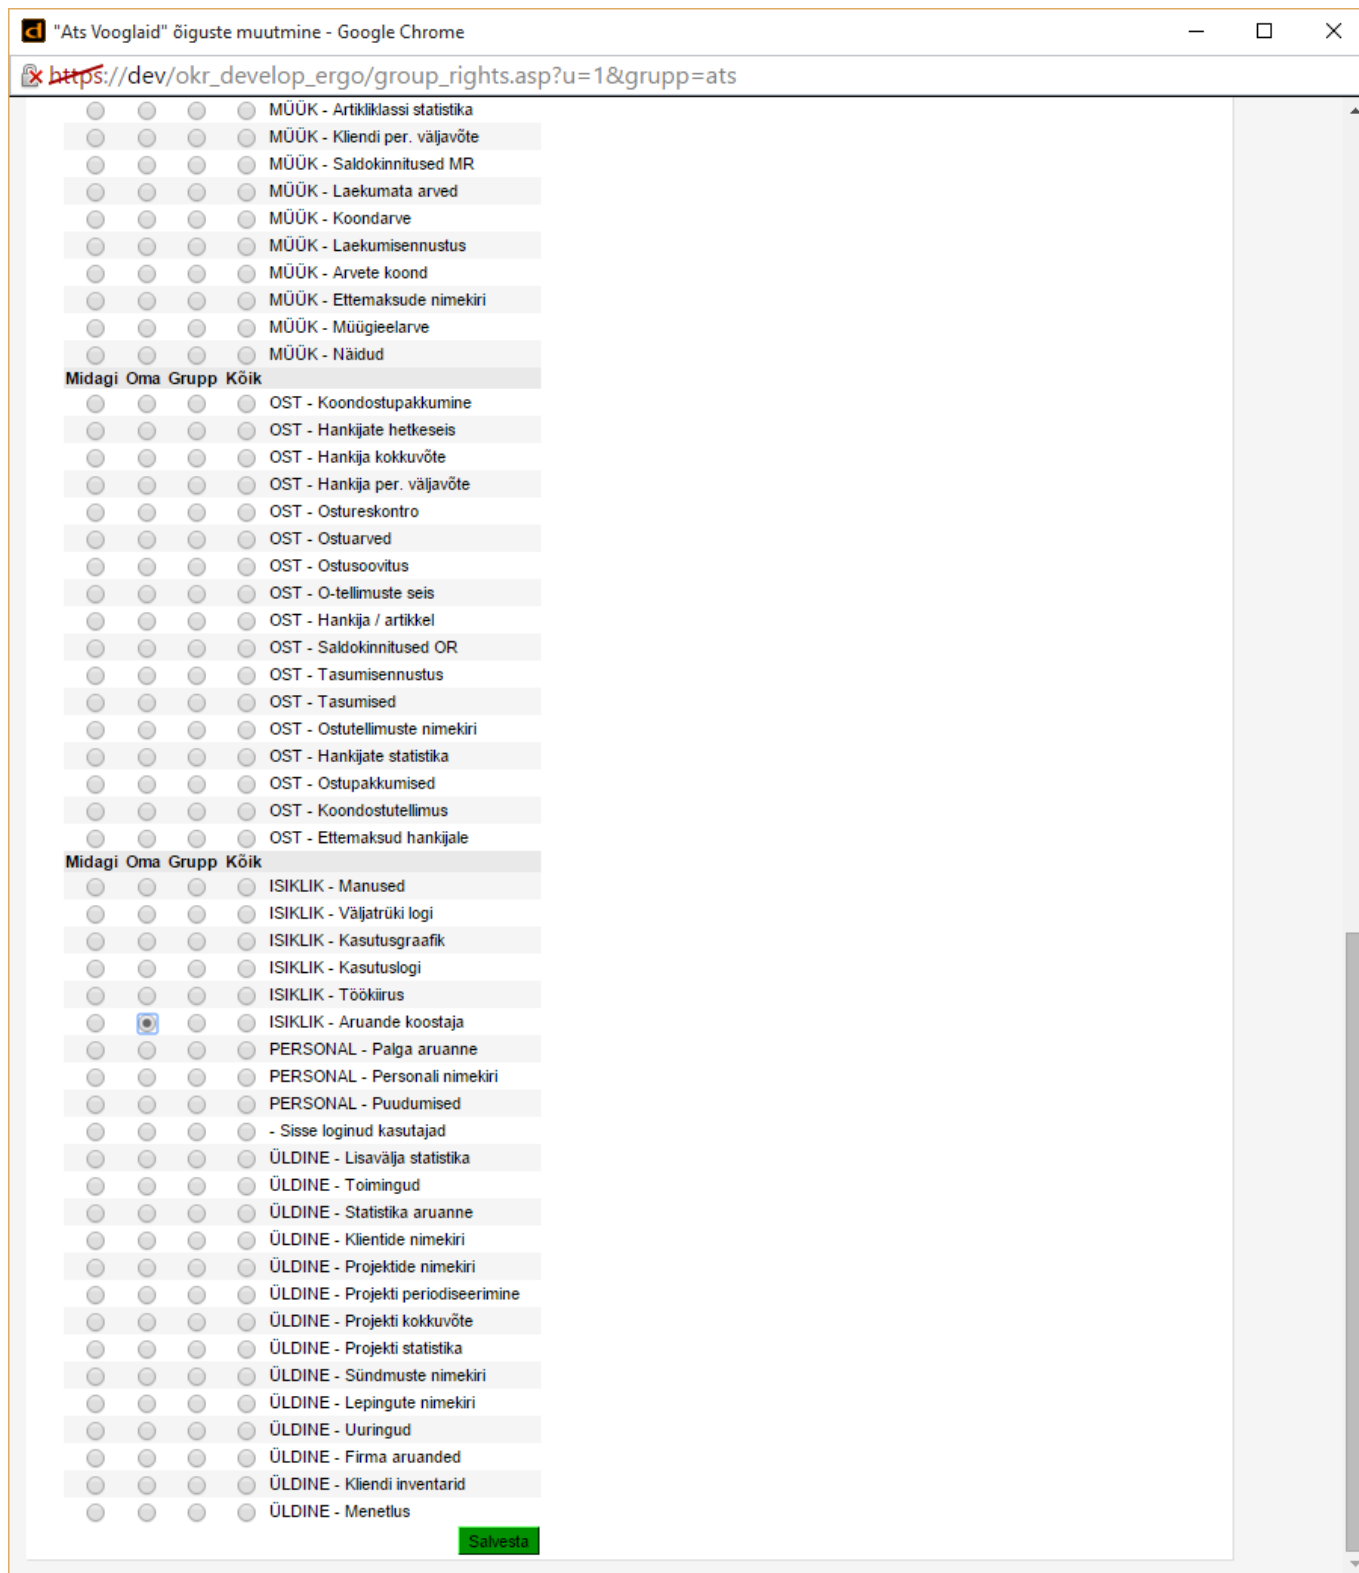 "Ats Vooglaid" õiguste muutmine - Google Chrome
https://dev/okr_develop_ergo/group_rights.asp?u=1&grupp=ats
MÜÜK - Artikliklassi statistika
MÜÜK - Kliendi per. väljavõte
MÜÜK - Saldokinnitused MR
MÜÜK - Laekumata arved
MÜÜK - Koondarve
MÜÜK - Laekumisennustus
MÜÜK - Arvete koond
MÜÜK - Ettemaksude nimekiri
MÜÜK - Müügieelarve
MÜÜK - Näidud
Midagi Oma Grupp Kõik
OST - Koondostupakkumine
OST - Hankijate hetkeseis
OST - Hankija kokkuvõte
OST - Hankija per. väljavõte
OST - Ostureskontro
OST - Ostuarved
OST - Ostusoovitus
OST - O-tellimuste seis
OST - Hankija / artikkel
OST - Saldokinnitused OR
OST - Tasumisennustus
OST - Tasumised
OST - Ostutellimuste nimekiri
OST - Hankijate statistika
OST - Ostupakkumised
OST - Koondostutellimus
OST - Ettemaksud hankijale
Midagi Oma Grupp Kõik
ISIKLIK - Manused
ISIKLIK - Väljatrüki logi
ISIKLIK - Kasutusgraafik
ISIKLIK - Kasutuslogi
ISIKLIK - Töökiirus
ISIKLIK - Aruande koostaja
PERSONAL - Palga aruanne
PERSONAL - Personali nimekiri
PERSONAL - Puudumised
- Sisse loginud kasutajad
ÜLDINE - Lisavälja statistika
ÜLDINE - Toimingud
ÜLDINE - Statistika aruanne
ÜLDINE - Klientide nimekiri
ÜLDINE - Projektide nimekiri
ÜLDINE - Projekti periodiseerimine
ÜLDINE - Projekti kokkuvõte
ÜLDINE - Projekti statistika
ÜLDINE - Sündmuste nimekiri
ÜLDINE - Lepingute nimekiri
ÜLDINE - Uuringud
ÜLDINE - Firma aruanded
ÜLDINE - Kliendi inventarid
ÜLDINE - Menetlus
Salvesta